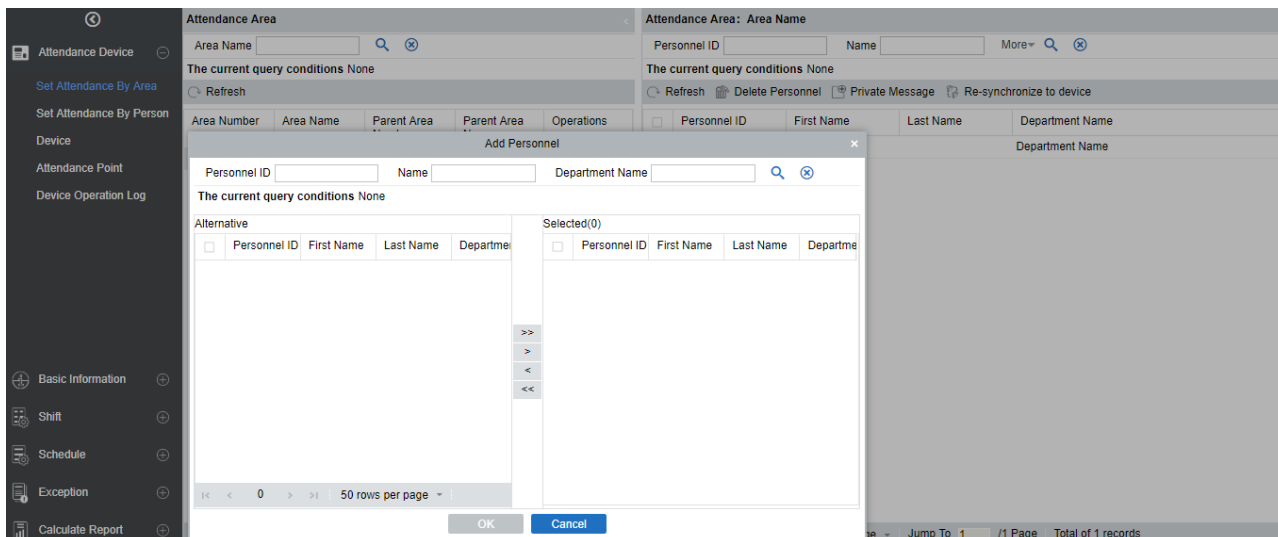 Attendance Area
Attendance Area: Area Name
Attendance Device
Area Name
Personnel ID
Name
More
The current query conditions None
The current query conditions None
Set Attendance By Area
Refresh
Refresh Delete Personnel Private Message Re-synchronize to device
Set Attendance By Person
Area Number Area Name Parent Area Parent Area Operations
Personnel ID First Name Last Name Department Name
Device
Add Personnel
×
Department Name
Attendance Point
Personnel ID Name Department Name
Device Operation Log
The current query conditions None
Alternative
Selected(0)
Personnel ID First Name Last Name Departme
Personnel ID First Name Last Name Departme
>>
>
<
<<
Basic Information
Shift
Schedule
Exception
|< < 0 > >| 50 rows per page
OK Cancel
Calculate Report
Jump To 1 /1 Page Total of 1 records